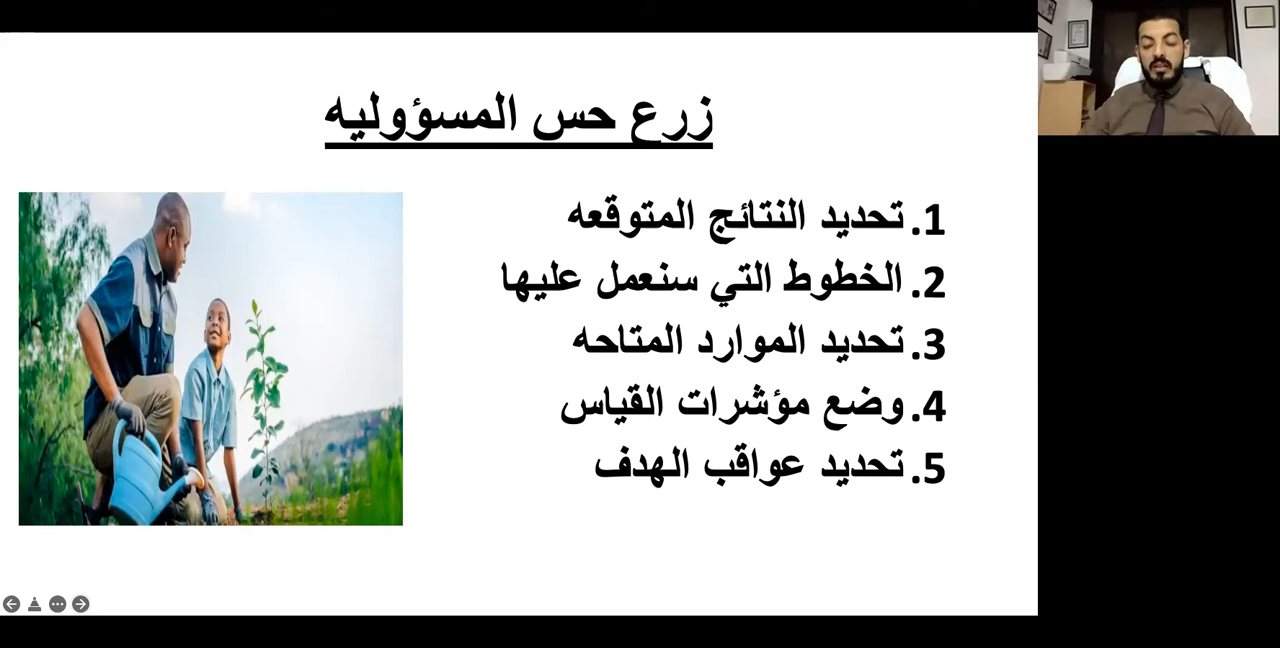 زرع حس المسؤوليه
1. تحديد النتائج المتوقعه
2. الخطوط التي سنعمل عليها
3. تحديد الموارد المتاحه
4. وضع مؤشرات القياس
5. تحديد عواقب الهدف